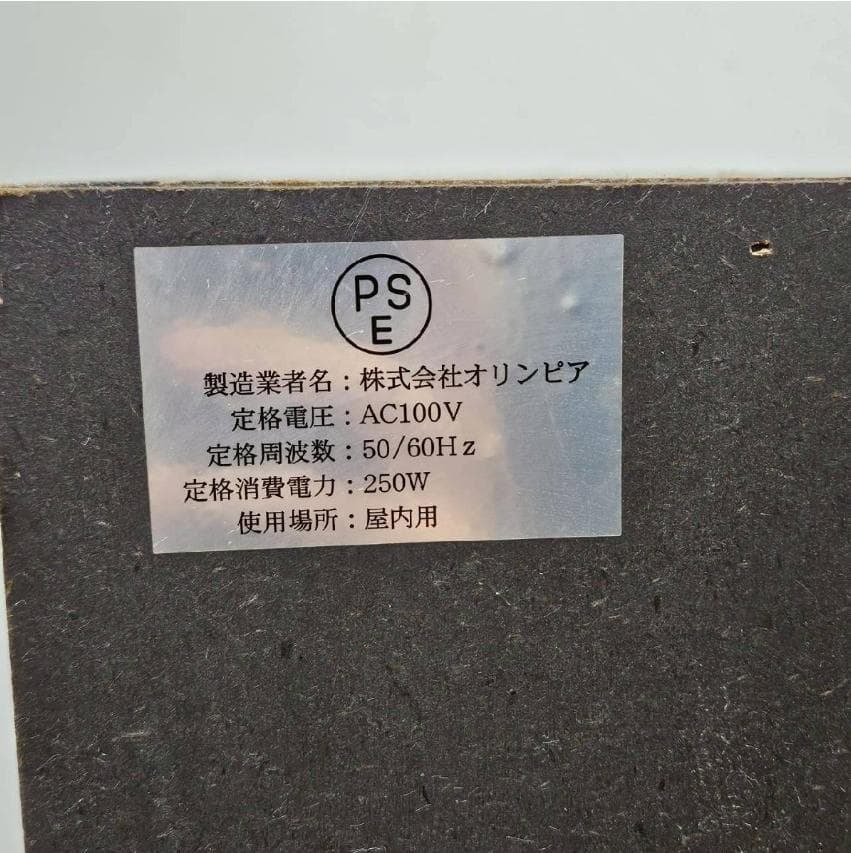 PS
E
製造業者名：株式会社オリンピア
定格電圧：AC100V
定格周波数：50/60Hz
定格消費電力：250W
使用場所：屋内用